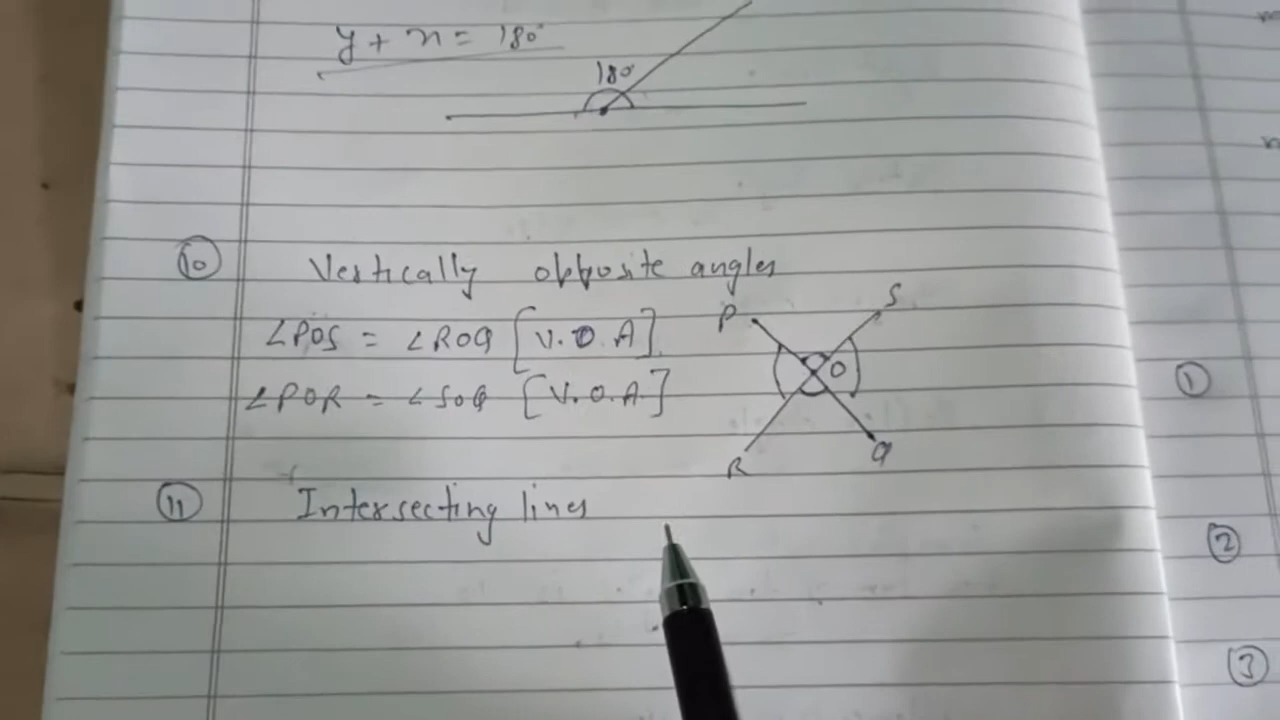 y + x = 180°
180°
10 Vertically opposite angles
∠POS = ∠ROQ [V.O.A]
∠POR = ∠SOQ [V.O.A]
P S
O
R Q
11 Intersecting lines
1
2
3